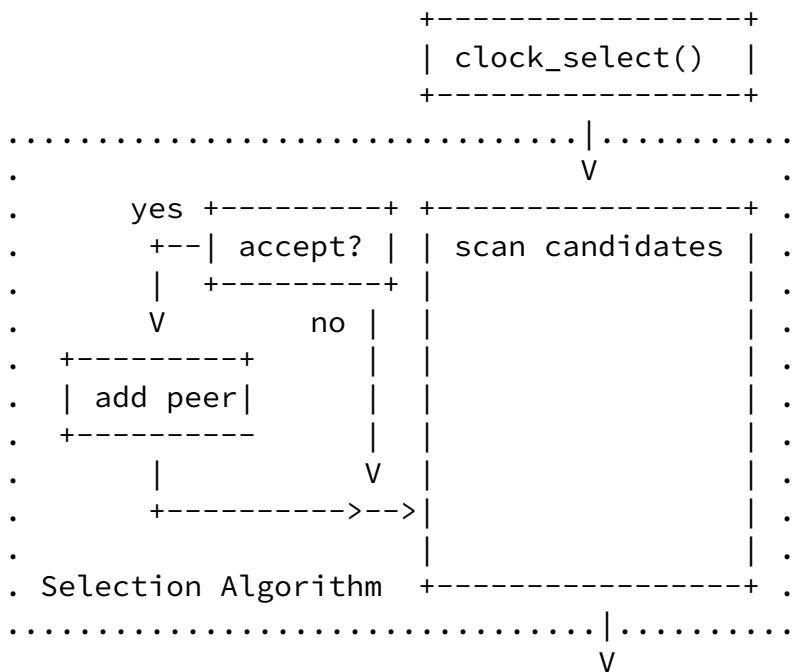 clock_select()
yes
accept?
scan candidates
no
add peer
Selection Algorithm